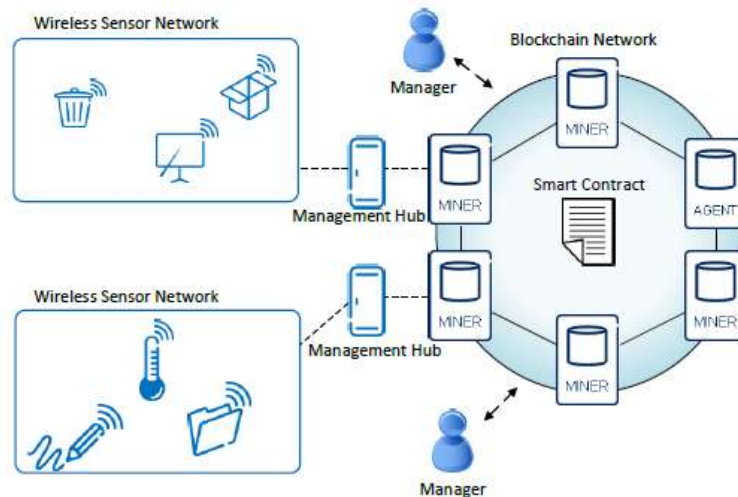 Wireless Sensor Network
Manager
Blockchain Network
MINER
MINER
AGENT
Smart Contract
Management Hub
Wireless Sensor Network
MINER
MINER
MINER
Management Hub
Manager